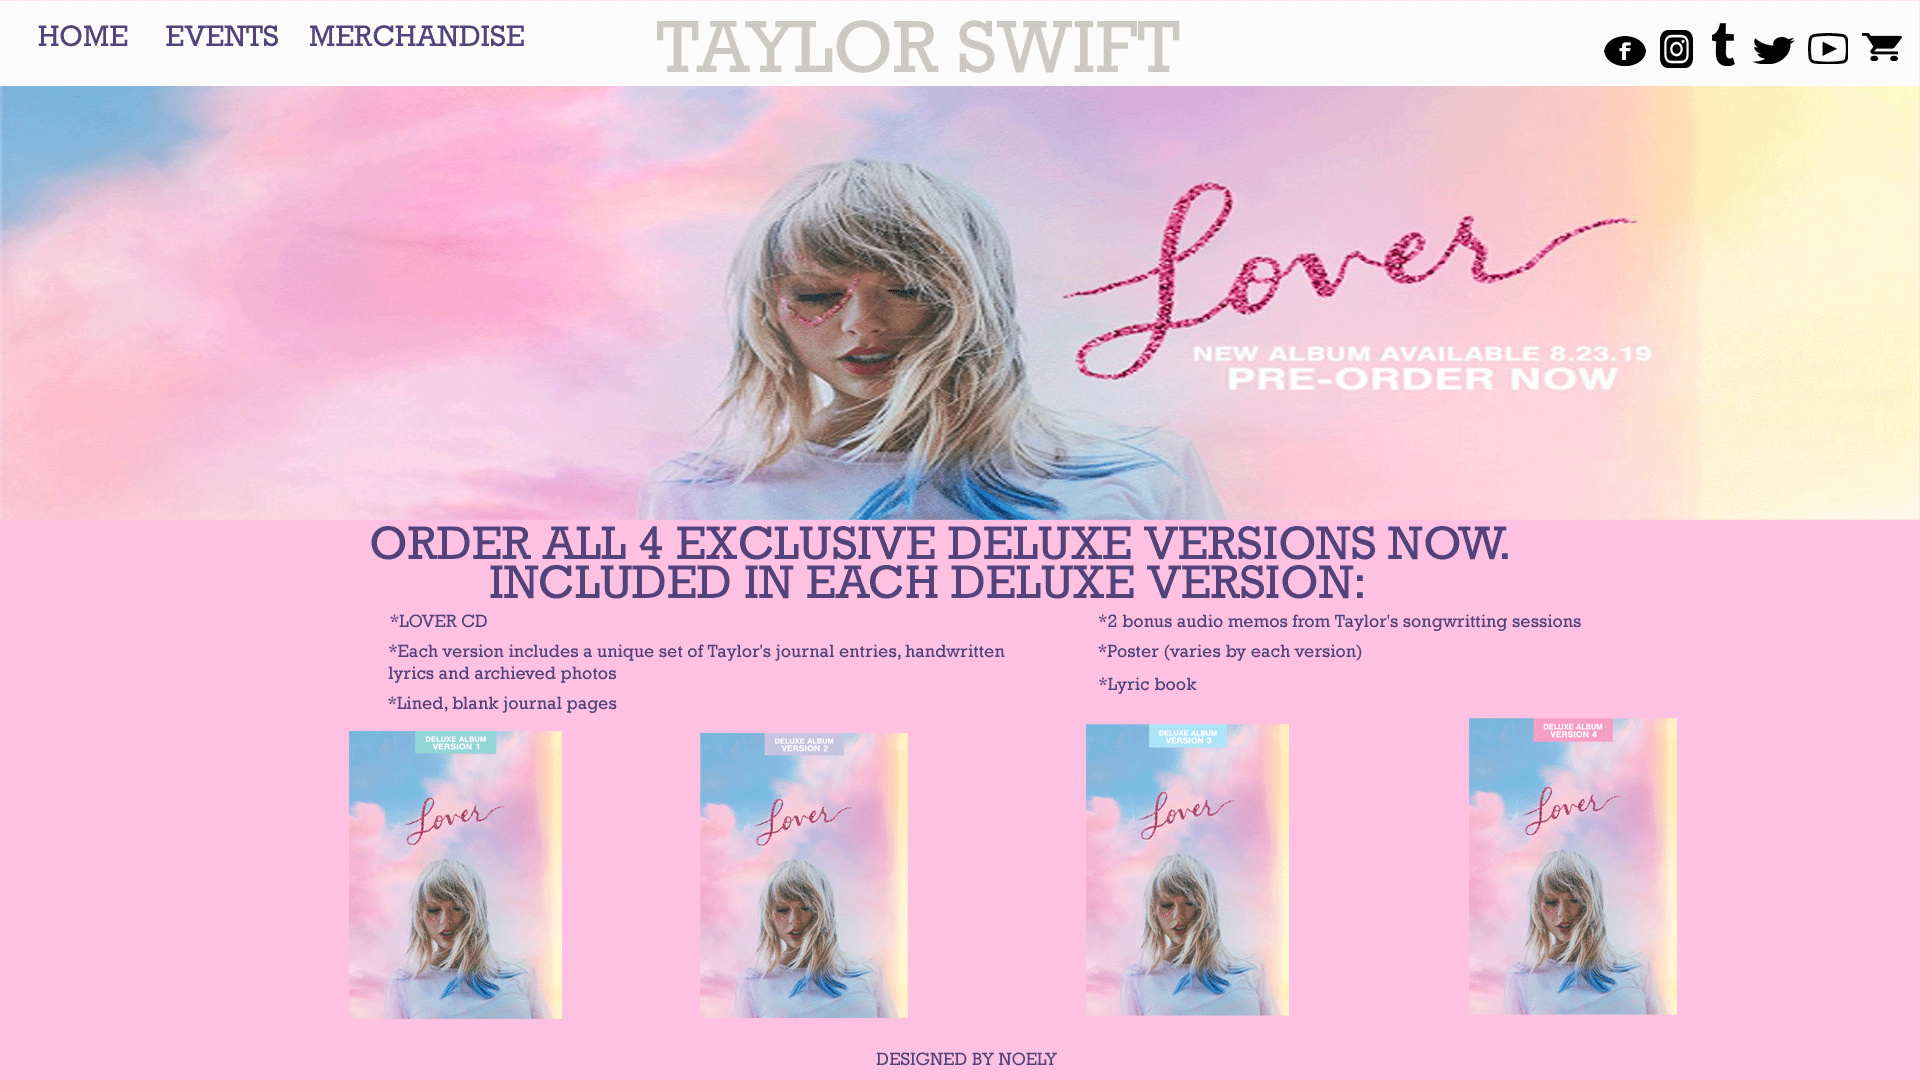 HOME EVENTS MERCHANDISE
TAYLOR SWIFT
Lover
NEW ALBUM AVAILABLE 8.23.19
PRE-ORDER NOW
ORDER ALL 4 EXCLUSIVE DELUXE VERSIONS NOW.
INCLUDED IN EACH DELUXE VERSION:
*LOVER CD
*Each version includes a unique set of Taylor's journal entries, handwritten
lyrics and archieved photos
*Lined, blank journal pages
*2 bonus audio memos from Taylor's songwritting sessions
*Poster (varies by each version)
*Lyric book
DELUXE ALBUM
VERSION 1
Lover
DELUXE ALBUM
VERSION 2
Lover
DELUXE ALBUM
VERSION 3
Lover
DELUXE ALBUM
VERSION 4
Lover
DESIGNED BY NOELY